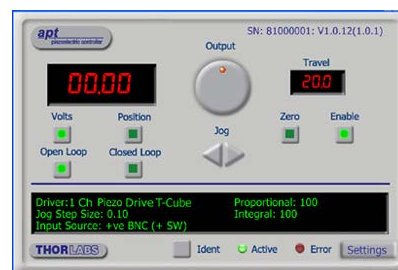 apt
piezoelectric controller
SN: 81000001: V1.0.12(1.0.1)
Output
Travel
00.00
20.0
Volts Position
Zero Enable
Jog
Open Loop Closed Loop
Driver:1 Ch Piezo Drive T-Cube
Proportional: 100
Jog Step Size: 0.10
Integral: 100
Input Source: +ve BNC (+ SW)
THORLABS
Ident Active Error Settings